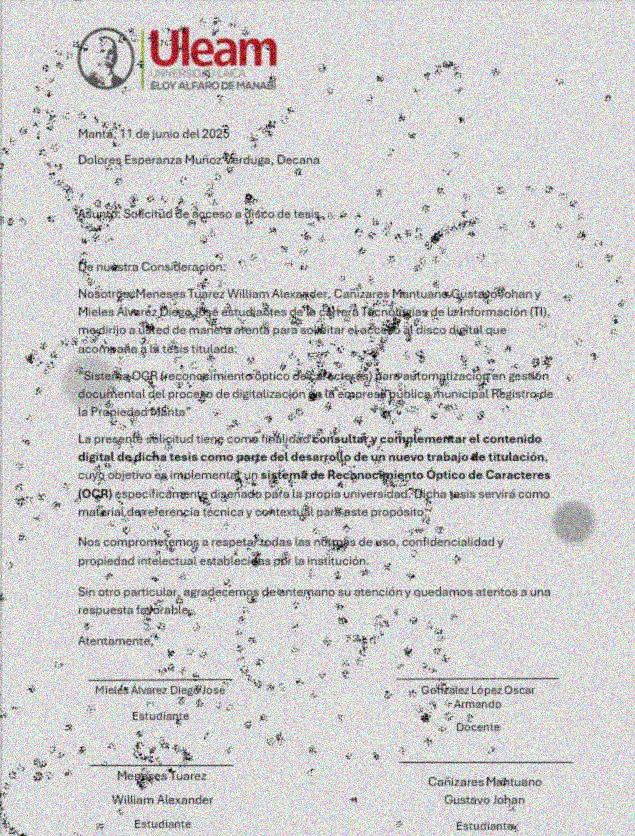 Uleam
UNIVERSIDAD LAICA
ELOY ALFARO DE MANABÍ
Manta, 11 de junio del 2025
Dolores Esperanza Muñoz Verduga, Decana
Asunto: Solicitud de acceso a disco de tesis
De nuestra Consideración:
Nosotros Meneses Tuarez William Alexander, Cañizares Mantuano Gustavo Johan y
Mieles Alvarez Diego José estudiantes de la carrera Tecnologías de la Información (TI),
me dirijo a usted de manera atenta para solicitar el acceso al disco digital que
acompaña a la tesis titulada:
"Sistema OCR (reconocimiento óptico de caracteres) para automatización en gestión
documental del proceso de digitalización en la empresa pública municipal Registro de
la Propiedad Manta"
La presente solicitud tiene como finalidad consultar y complementar el contenido
digital de dicha tesis como parte del desarrollo de un nuevo trabajo de titulación,
cuyo objetivo es implementar un sistema de Reconocimiento Óptico de Caracteres
(OCR) específicamente diseñado para la propia universidad. Dicha tesis servirá como
material de referencia técnica y contextual para este propósito.
Nos comprometemos a respetar todas las normas de uso, confidencialidad y
propiedad intelectual establecidas por la institución.
Sin otro particular, agradecemos de antemano su atención y quedamos atentos a una
respuesta favorable.
Atentamente,
Mieles Alvarez Diego José
Estudiante
González López Oscar
Armando
Docente
Meneses Tuarez
William Alexander
Estudiante
Cañizares Mantuano
Gustavo Johan
Estudiante